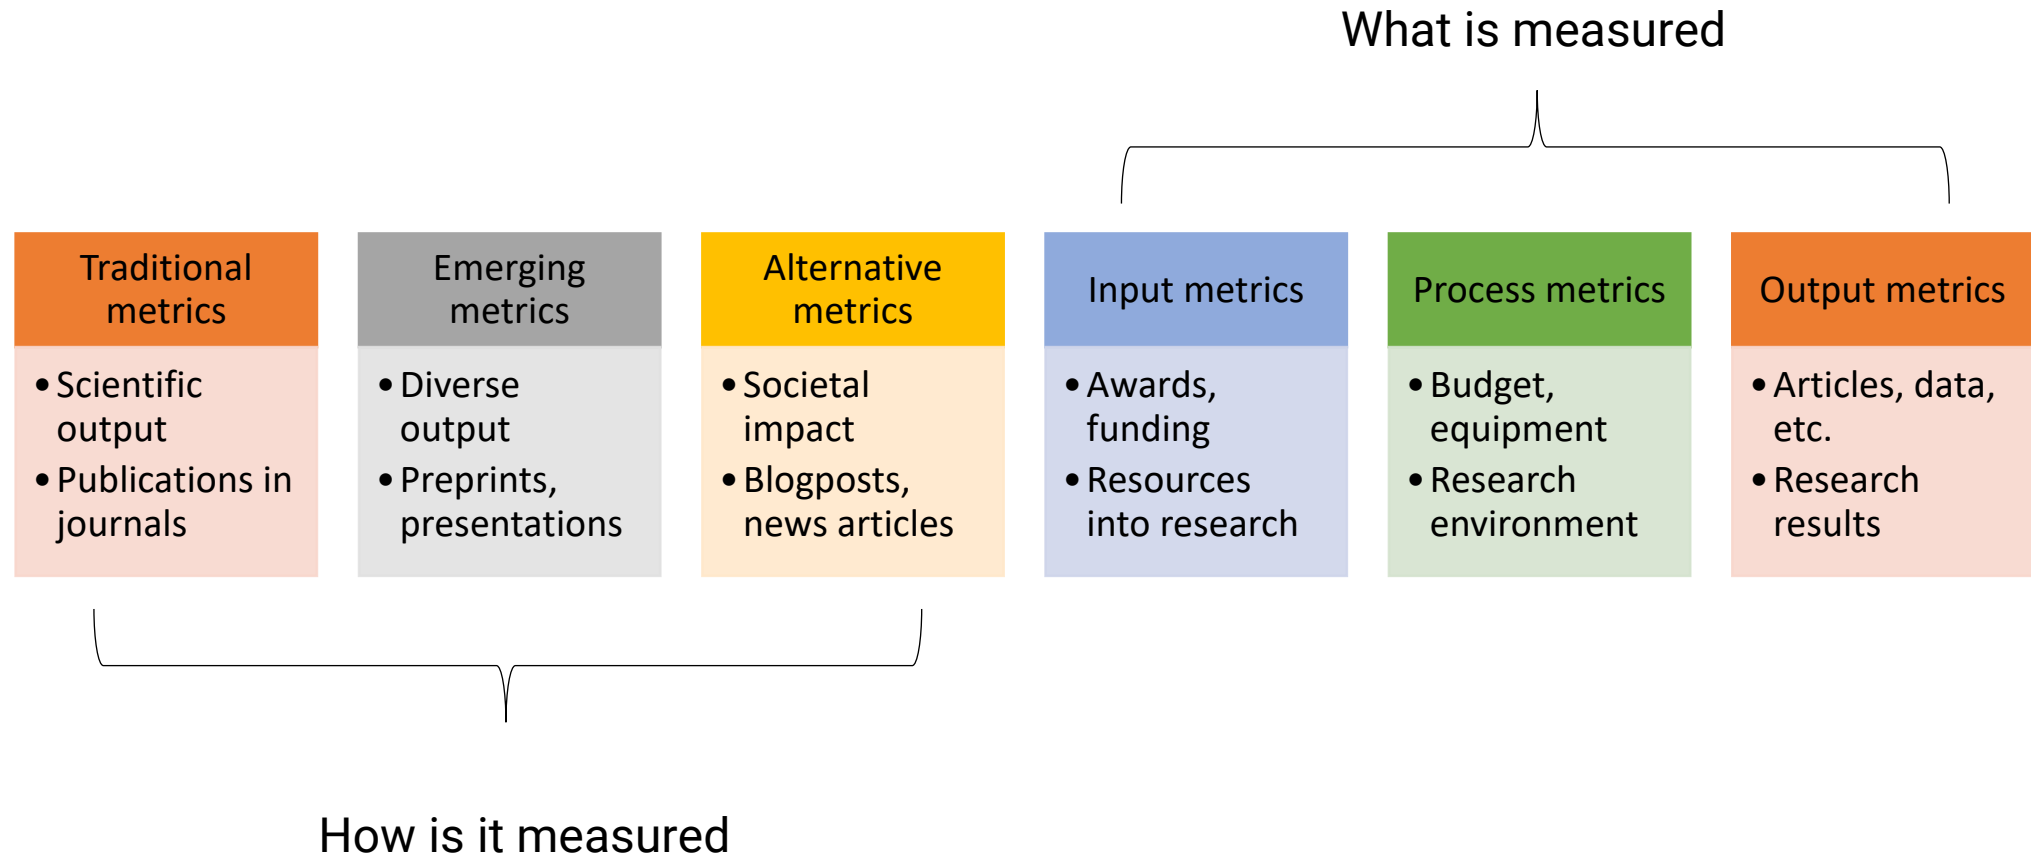 What is measured
Traditional
metrics
• Scientific
output
• Publications in
journals
Emerging
metrics
• Diverse
output
• Preprints,
presentations
Alternative
metrics
• Societal
impact
• Blogposts,
news articles
Input metrics
• Awards,
funding
• Resources
into research
Process metrics
• Budget,
equipment
• Research
environment
Output metrics
• Articles, data,
etc.
• Research
results
How is it measured